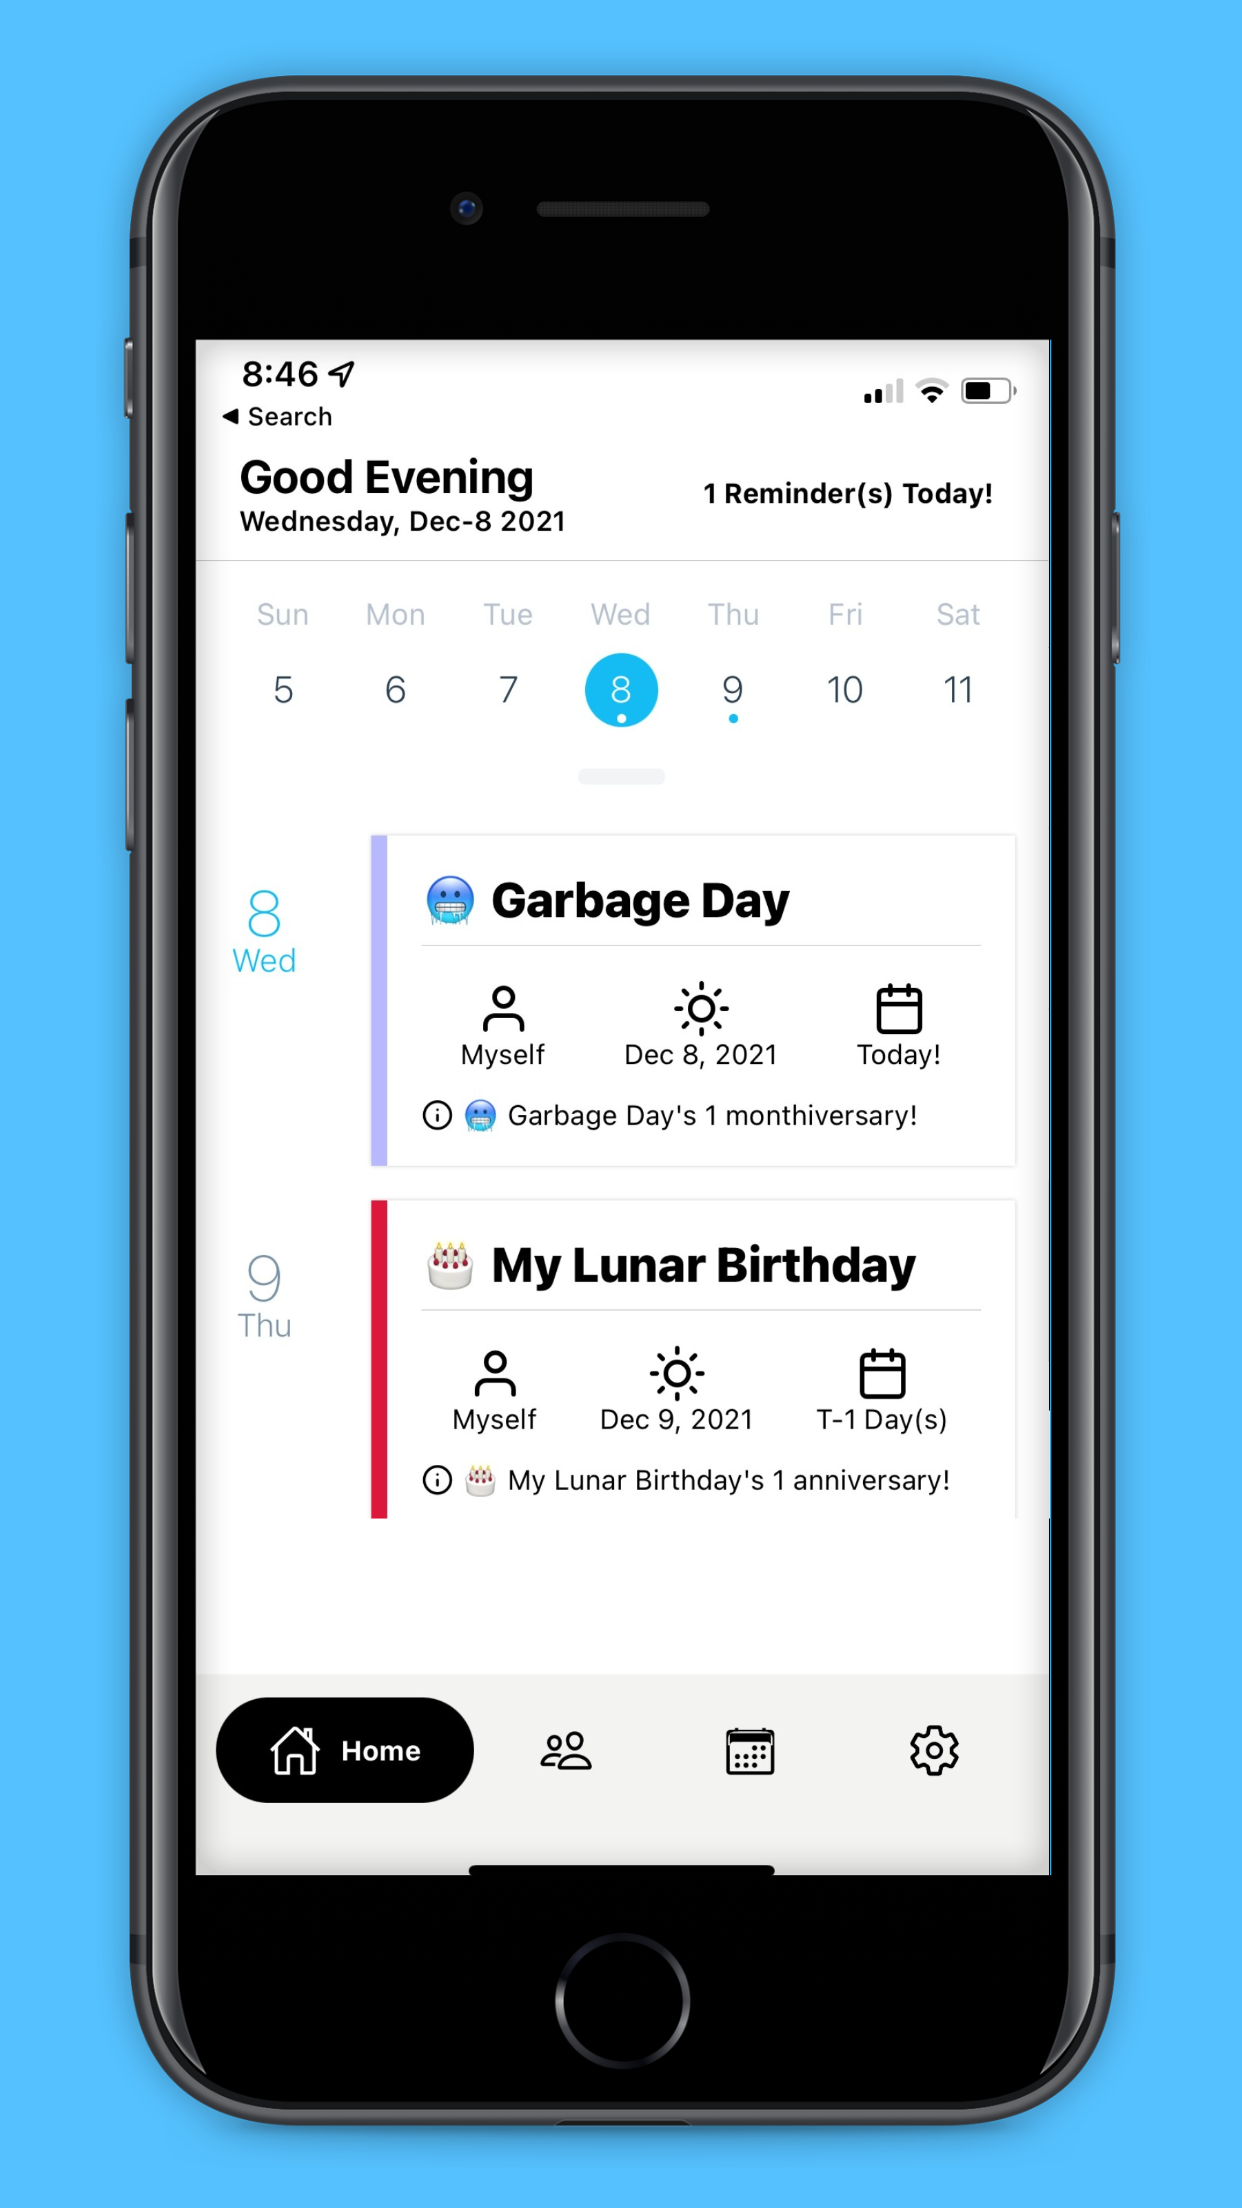 8:46
◀ Search
Good Evening
Wednesday, Dec-8 2021
1 Reminder(s) Today!
Sun Mon Tue Wed Thu Fri Sat
5 6 7 8 9 10 11
8
Wed
🥶 Garbage Day
Myself Dec 8, 2021 Today!
🥶 Garbage Day's 1 monthiversary!
9
Thu
🎂 My Lunar Birthday
Myself Dec 9, 2021 T-1 Day(s)
🎂 My Lunar Birthday's 1 anniversary!
Home